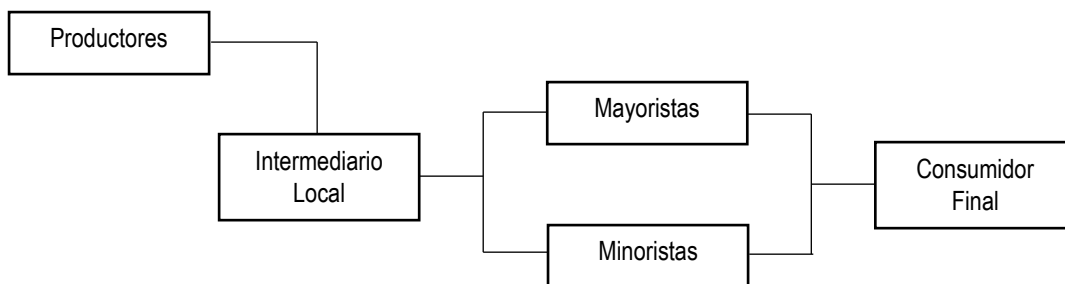 Productores
Intermediario
Local
Mayoristas
Minoristas
Consumidor
Final